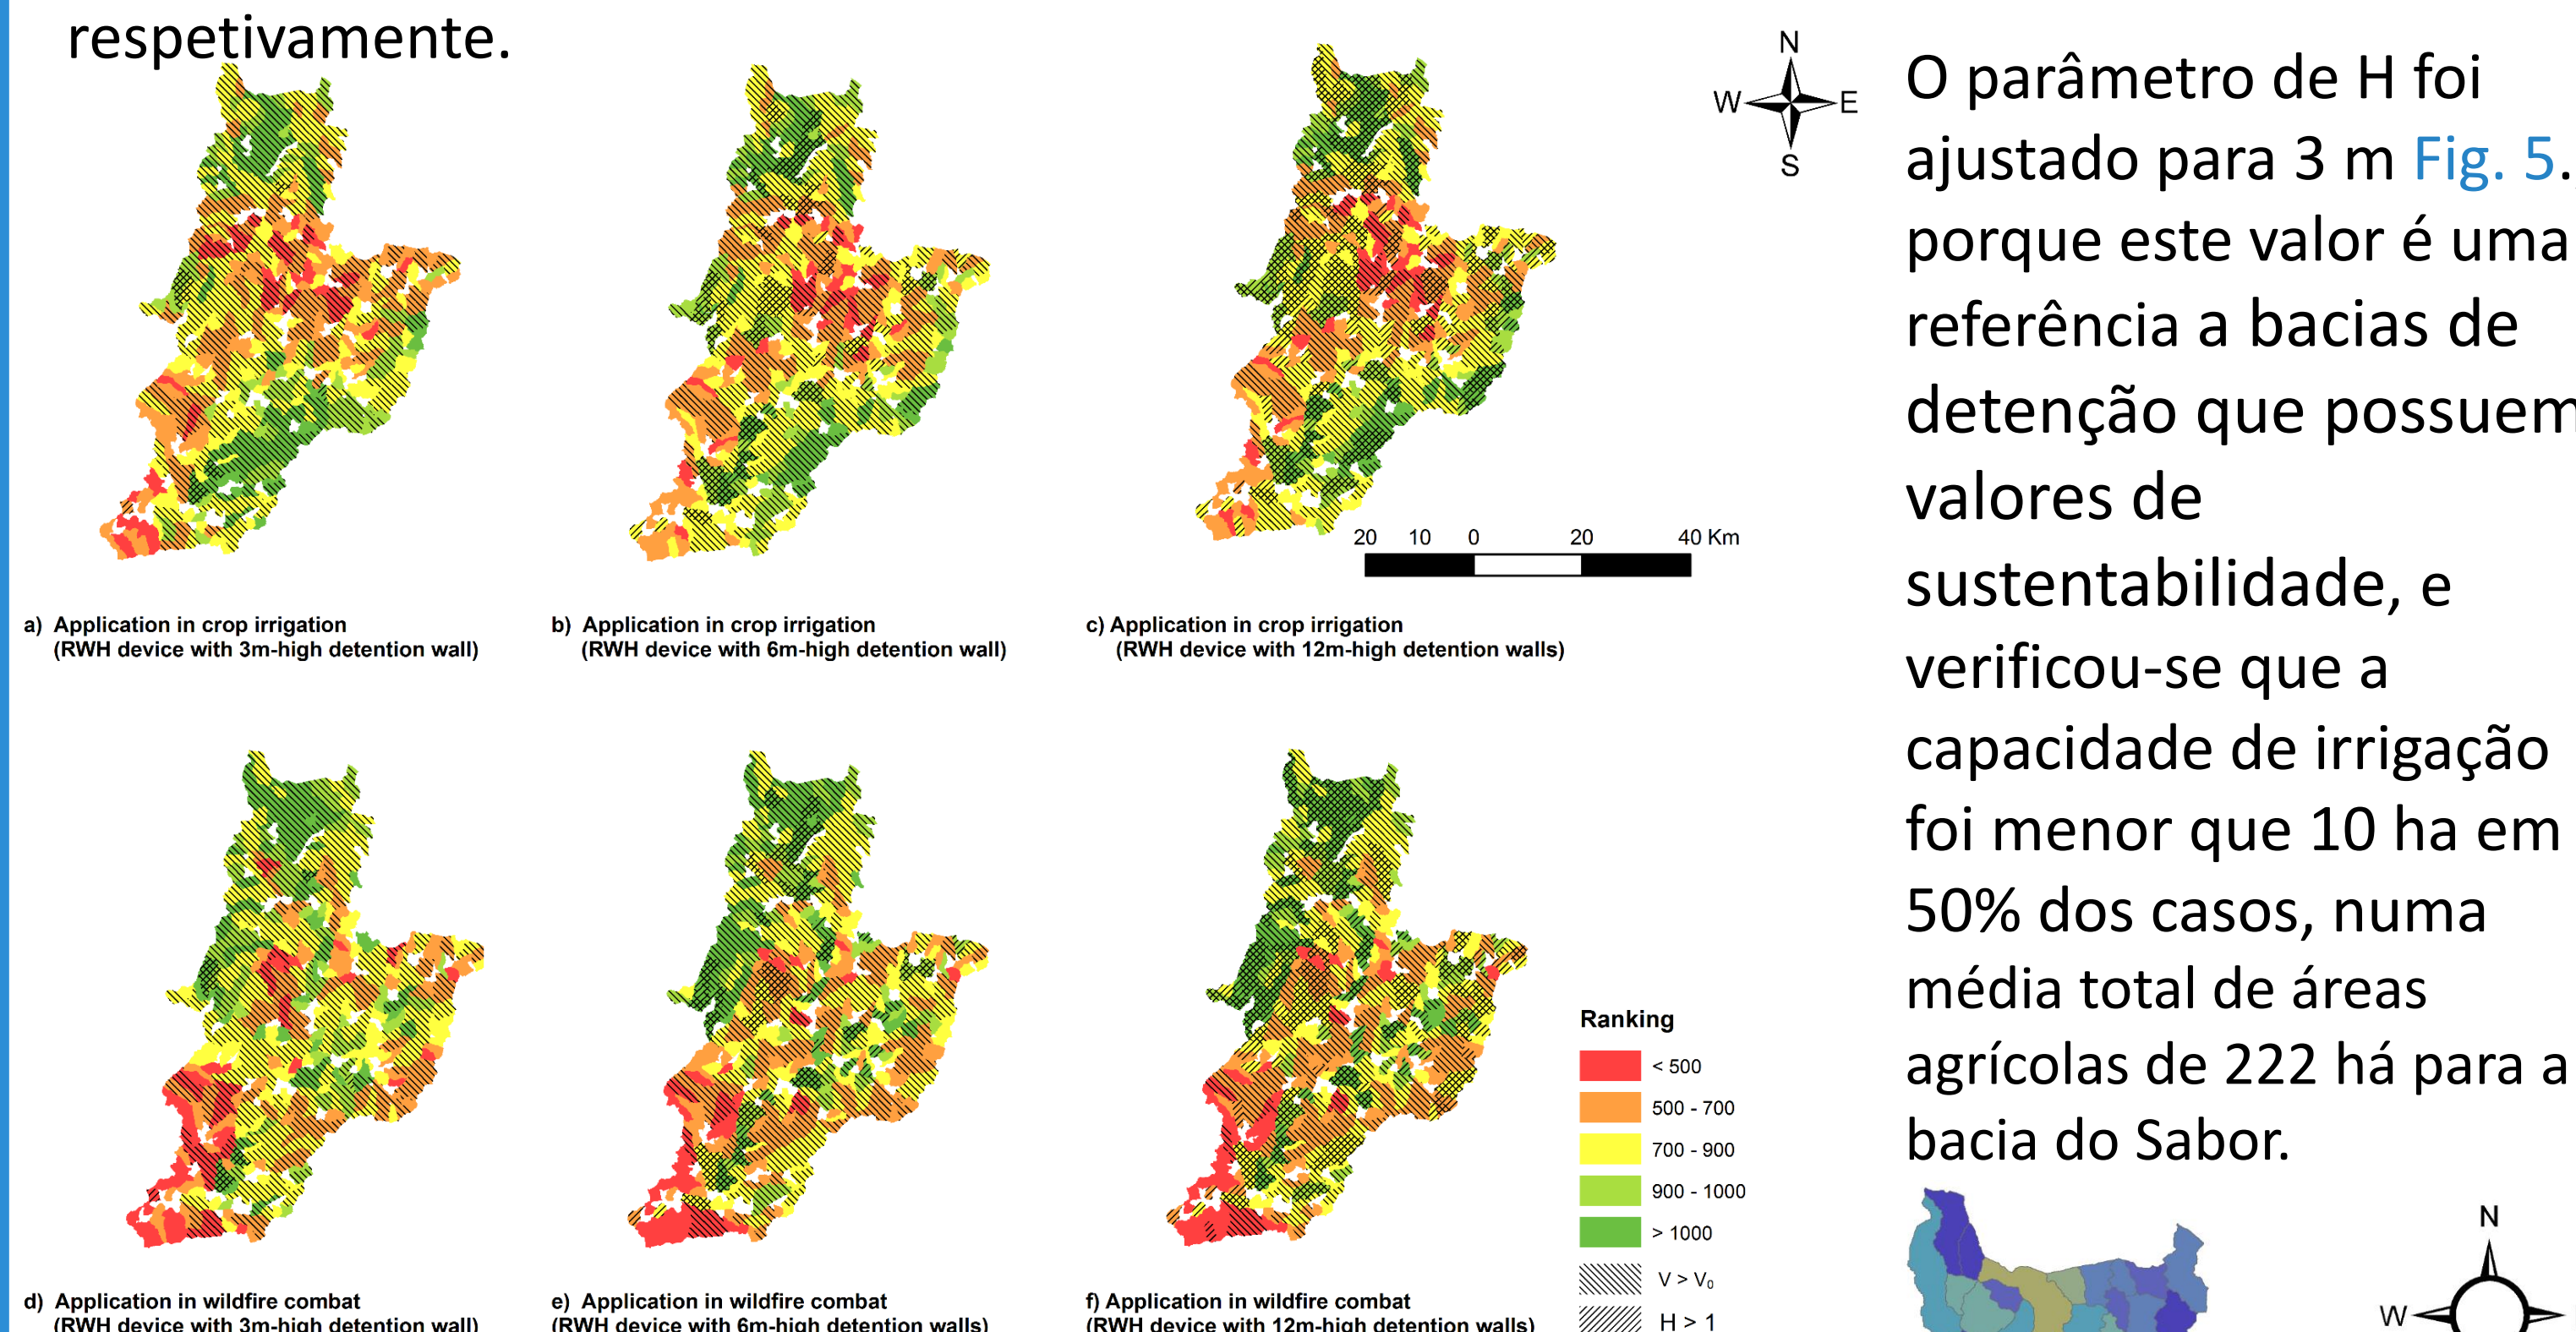 respetivamente.
N
W E
S
20 10 0 20 40 Km
a) Application in crop irrigation
(RWH device with 3m-high detention wall)
b) Application in crop irrigation
(RWH device with 6m-high detention wall)
c) Application in crop irrigation
(RWH device with 12m-high detention walls)
d) Application in wildfire combat
(RWH device with 3m-high detention wall)
e) Application in wildfire combat
(RWH device with 6m-high detention walls)
f) Application in wildfire combat
(RWH device with 12m-high detention walls)
Ranking
< 500
500 - 700
700 - 900
900 - 1000
> 1000
V > V₀
H > 1
O parâmetro de H foi
ajustado para 3 m Fig. 5.
porque este valor é uma
referência a bacias de
detenção que possuem
valores de
sustentabilidade, e
verificou-se que a
capacidade de irrigação
foi menor que 10 ha em
50% dos casos, numa
média total de áreas
agrícolas de 222 há para a
bacia do Sabor.
N
W